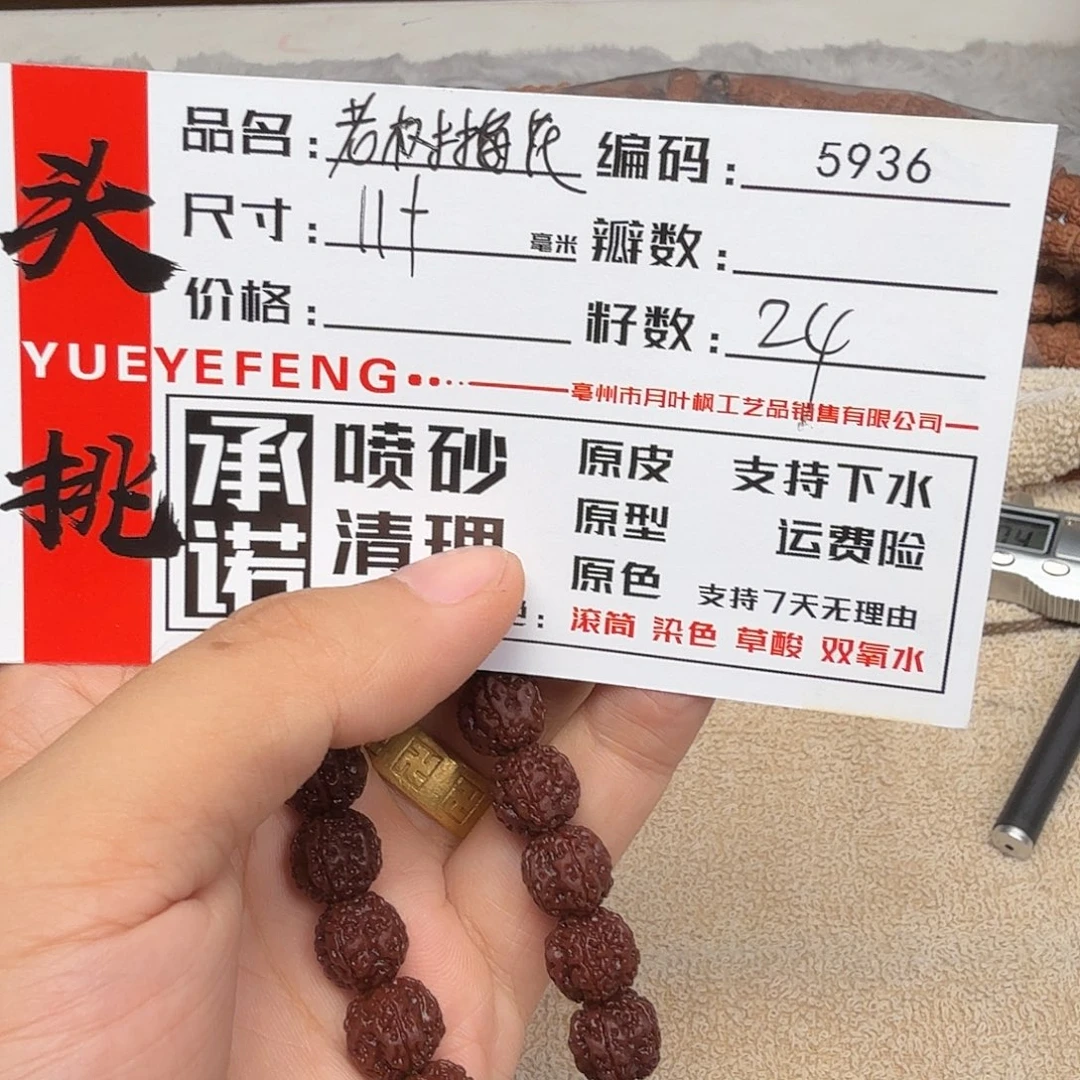 头挑
品名：老树梅花 编码：5936
尺寸：11+ 毫米 瓣数：
价格： 籽数：24
YUEYEFENG
亳州市月叶枫工艺品销售有限公司
承诺
喷砂 原皮 支持下水
清理 原型 运费险
原色 支持7天无理由
：滚筒 染色 草酸 双氧水